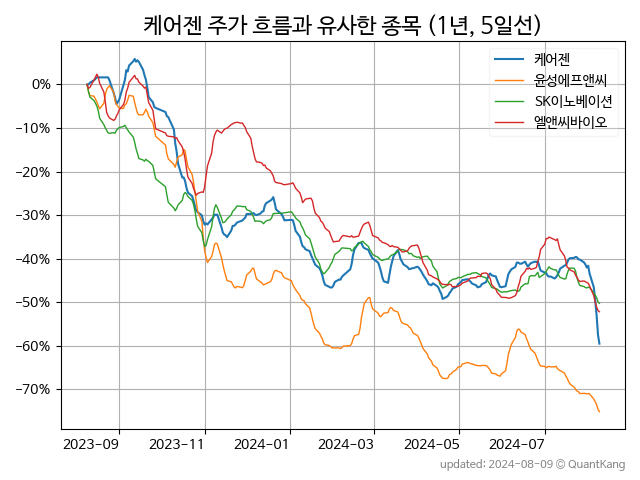 케어젠 주가 흐름과 유사한 종목 (1년, 5일선)
케어젠
윤성에프앤씨
SK이노베이션
엘앤씨바이오
0%
−10%
−20%
−30%
−40%
−50%
−60%
−70%
2023-09 2023-11 2024-01 2024-03 2024-05 2024-07
updated: 2024-08-09 © QuantKang